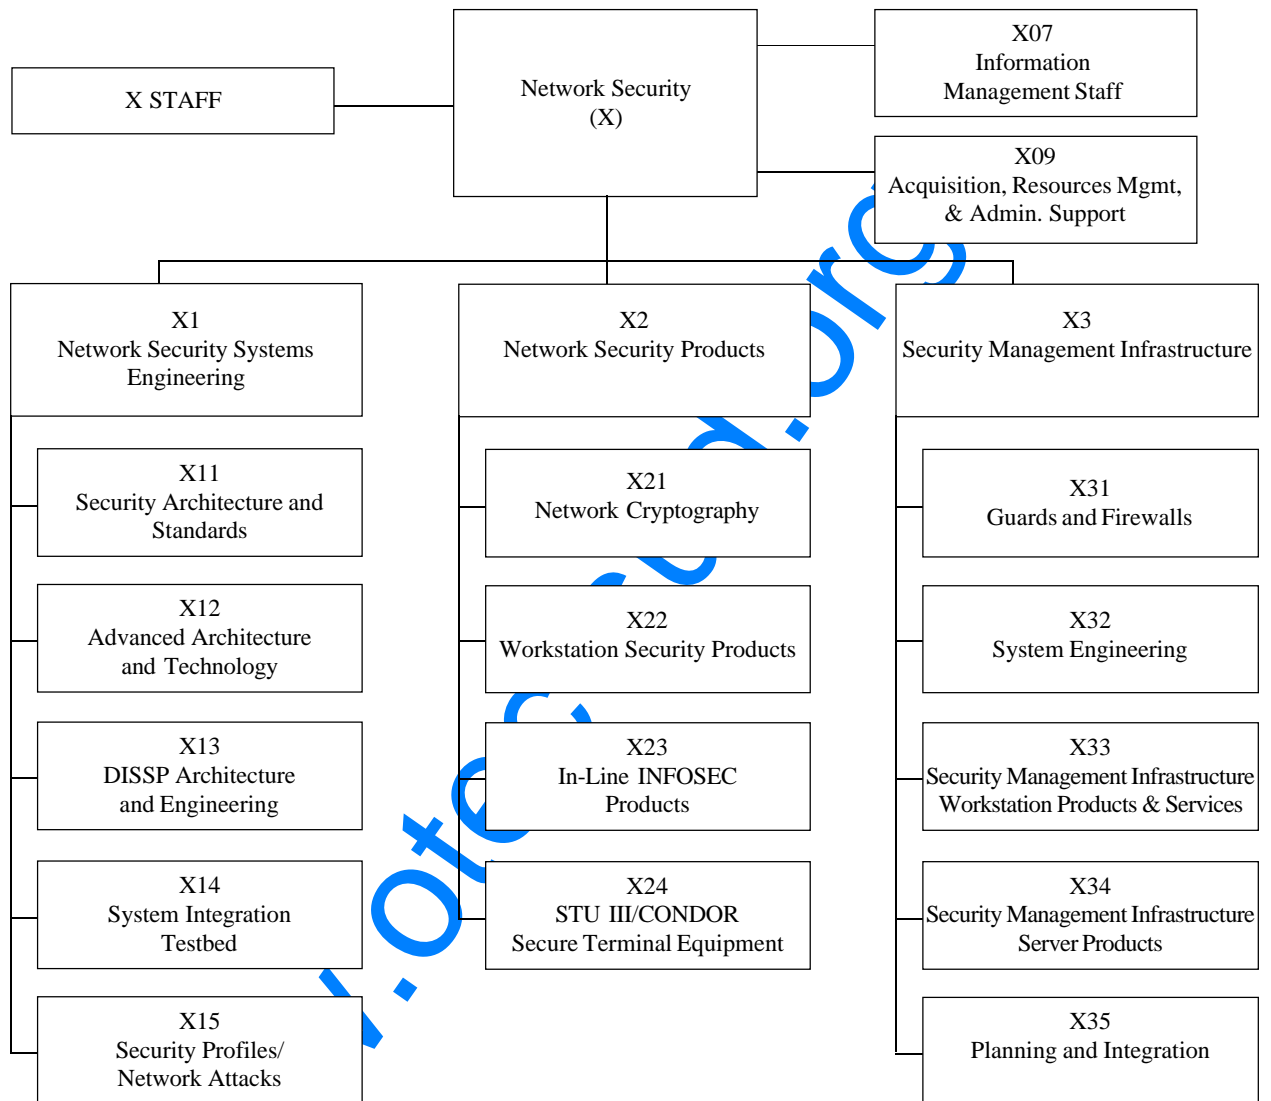 X STAFF
Network Security
(X)
X07
Information
Management Staff
X09
Acquisition, Resources Mgmt,
& Admin. Support
X1
Network Security Systems
Engineering
X11
Security Architecture and
Standards
X12
Advanced Architecture
and Technology
X13
DISSP Architecture
and Engineering
X14
System Integration
Testbed
X15
Security Profiles/
Network Attacks
X2
Network Security Products
X21
Network Cryptography
X22
Workstation Security Products
X23
In-Line INFOSEC
Products
X24
STU III/CONDOR
Secure Terminal Equipment
X3
Security Management Infrastructure
X31
Guards and Firewalls
X32
System Engineering
X33
Security Management Infrastructure
Workstation Products & Services
X34
Security Management Infrastructure
Server Products
X35
Planning and Integration